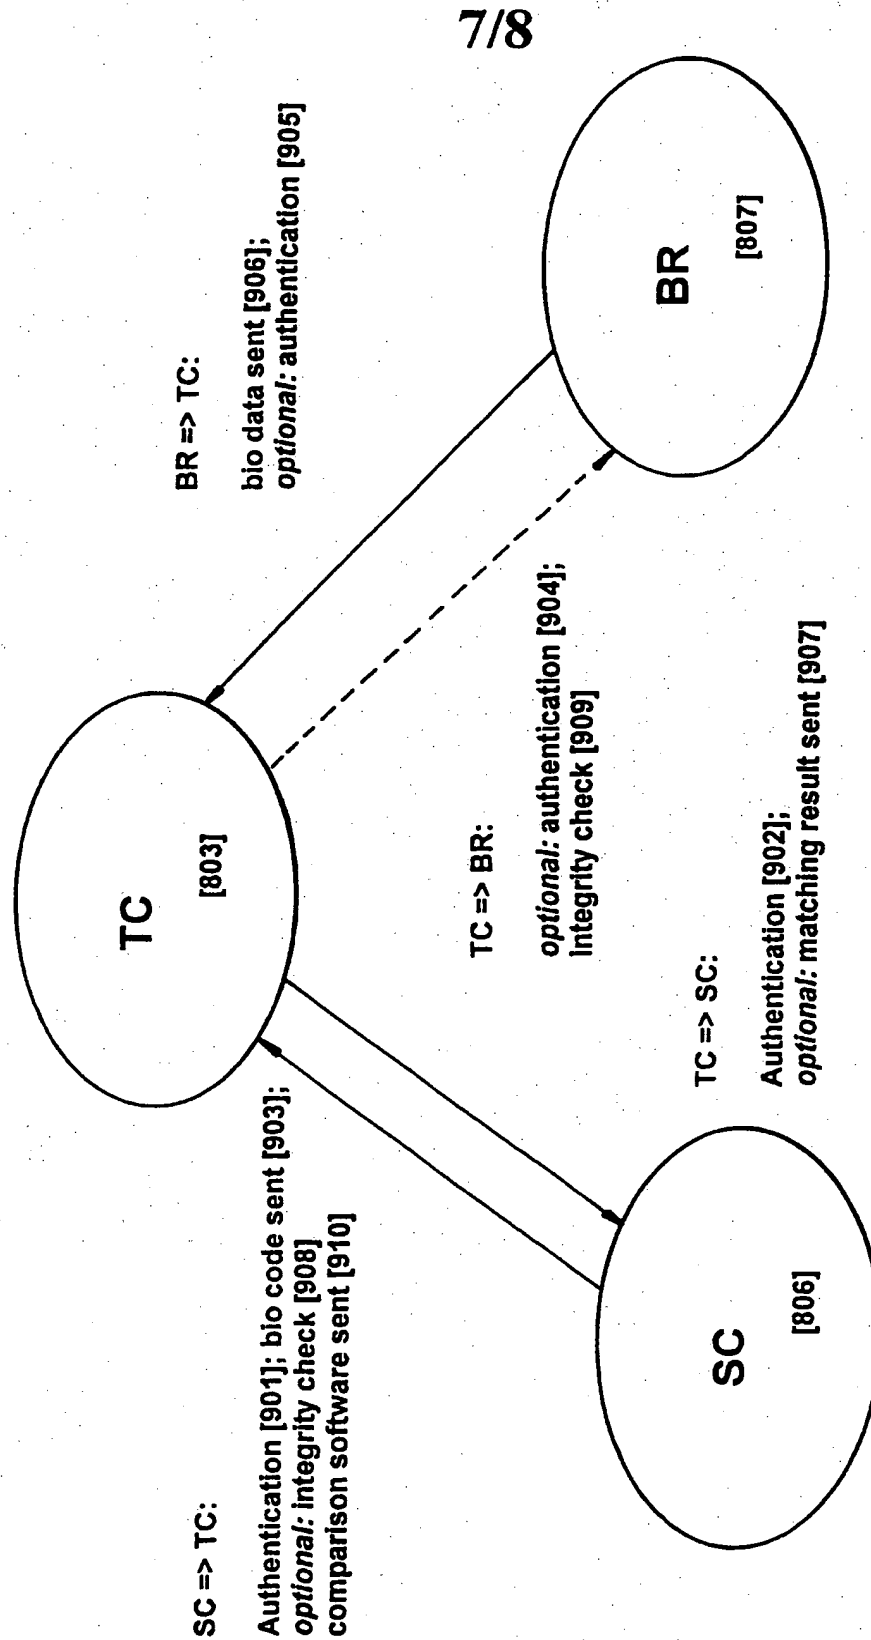 7/8
SC => TC:
Authentication [901]; bio code sent [903];
optional: integrity check [908]
comparison software sent [910]
TC
[803]
BR => TC:
bio data sent [906];
optional: authentication [905]
TC => BR:
optional: authentication [904];
Integrity check [909]
TC => SC:
Authentication [902];
optional: matching result sent [907]
SC
[806]
BR
[807]